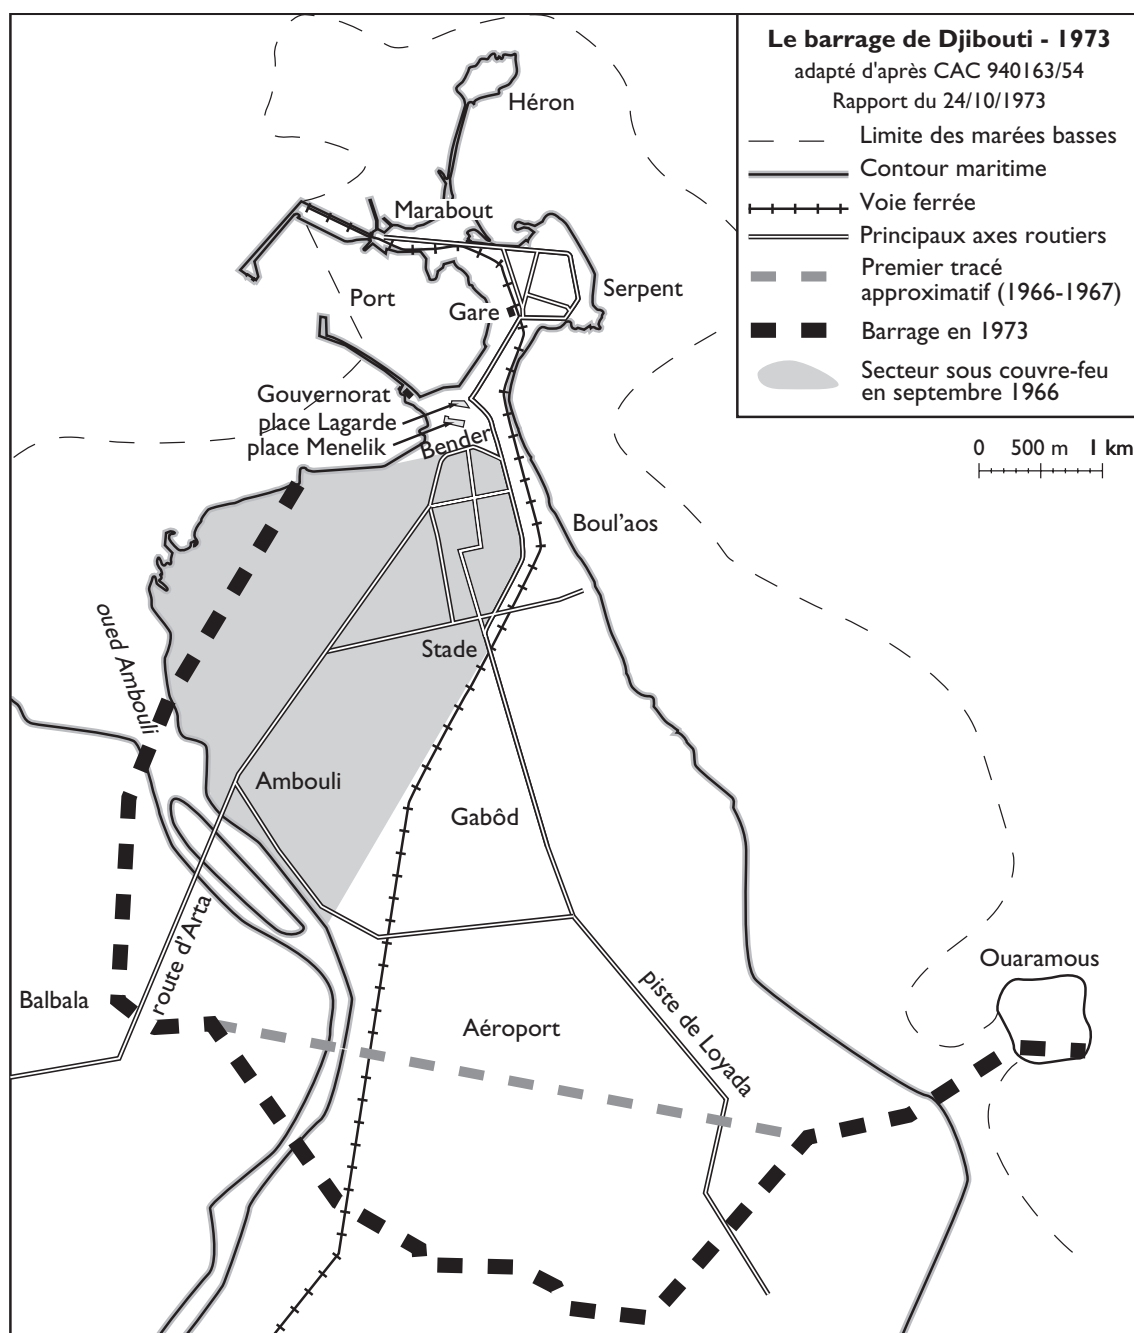 Le barrage de Djibouti - 1973
adapté d'après CAC 940163/54
Rapport du 24/10/1973
Limite des marées basses
Contour maritime
Voie ferrée
Principaux axes routiers
Premier tracé
approximatif (1966-1967)
Barrage en 1973
Secteur sous couvre-feu
en septembre 1966
0 500 m 1 km
Héron
Marabout
Serpent
Port
Gare
Gouvernorat
place Lagarde
place Menelik
Bender
Boul'aos
oued Ambouli
Stade
Ambouli
Gabôd
route d'Arta
Balbala
Aéroport
piste de Loyada
Ouaramous